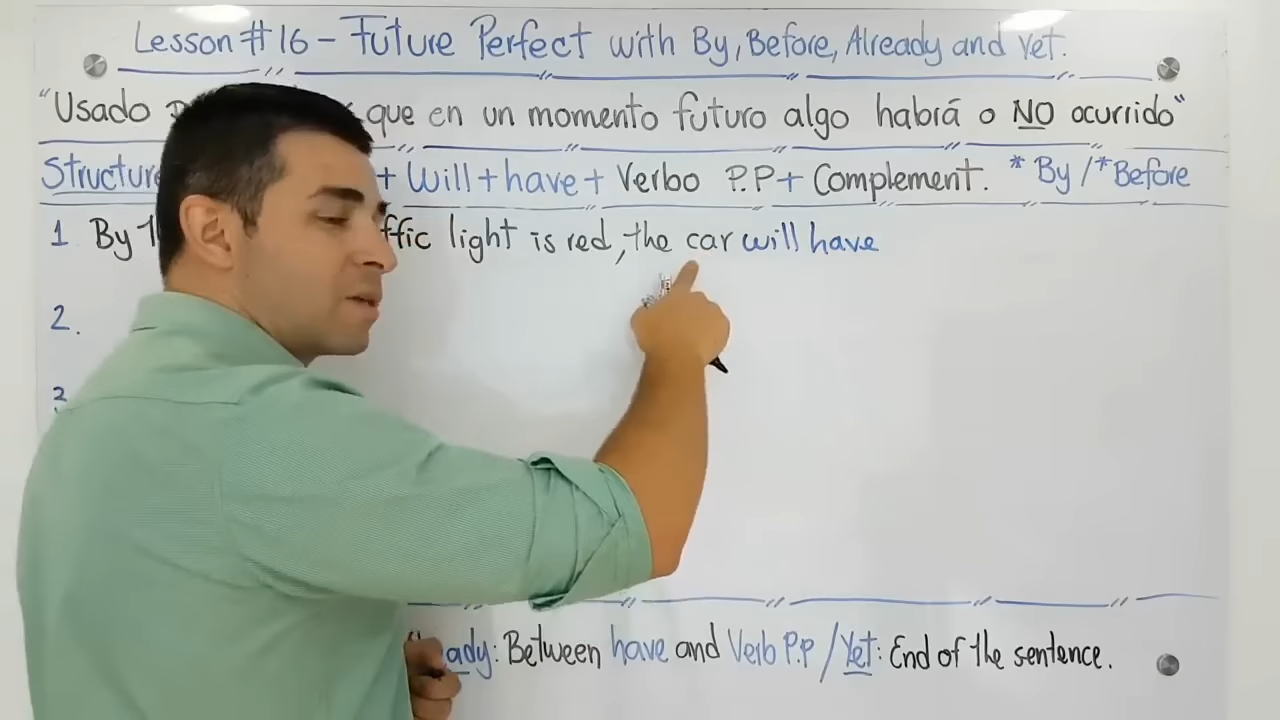 Lesson #16 - Future Perfect with By, Before, Already and Yet.
"Usado que en un momento futuro algo habrá o NO ocurrido"
Structure + Will + have + Verbo P.P + Complement. * By / * Before
1 By light is red, the car will have
2.
3
Between have and Verb P.P / Yet: End of the sentence.